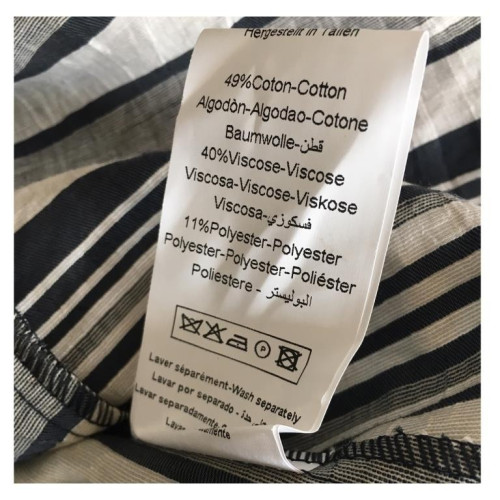 Hergestellt in Italien
49%Coton-Cotton
Algodòn-Algodao-Cotone
Baumwolle-قطن
40%Viscose-Viscose
Viscosa-Viscose-Viskose
Viscosa-فسكوزي
11%Polyester-Polyester
Polyester-Polyester-Poliéster
Poliestere - البوليستر
P
Laver séparément-Wash separately
Lavar por separado -
Lavar separadamente
Lavar